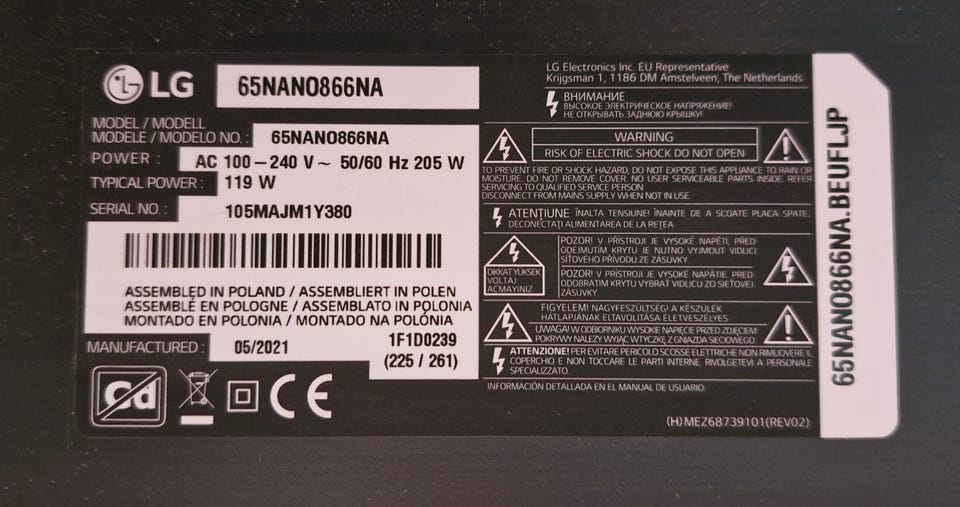 LG
65NANO866NA
MODEL / MODELL
MODELE / MODELO NO. : 65NANO866NA
POWER : AC 100 – 240 V ~ 50/60 Hz 205 W
TYPICAL POWER : 119 W
SERIAL NO. : 105MAJM1Y380
ASSEMBLED IN POLAND / ASSEMBLIERT IN POLEN
ASSEMBLÉ EN POLOGNE / ASSEMBLATO IN POLONIA
MONTADO EN POLONIA / MONTADO NA POLÓNIA
MANUFACTURED : 05/2021
1F1D0239
(225 / 261)
Cd
CE
LG Electronics Inc. EU Representative
Krijgsman 1, 1186 DM Amstelveen, The Netherlands
ВНИМАНИЕ
ВЫСОКОЕ ЭЛЕКТРИЧЕСКОЕ НАПРЯЖЕНИЕ!
НЕ ОТКРЫВАТЬ ЗАДНЮЮ КРЫШКУ!
WARNING
RISK OF ELECTRIC SHOCK DO NOT OPEN
TO PREVENT FIRE OR SHOCK HAZARD, DO NOT EXPOSE THIS APPLIANCE TO RAIN OR
MOISTURE. DO NOT REMOVE COVER. NO USER SERVICEABLE PARTS INSIDE. REFER
SERVICING TO QUALIFIED SERVICE PERSON
DISCONNECT FROM MAINS SUPPLY WHEN NOT IN USE.
ATENȚIUNE ÎNALTA TENSIUNE! ÎNAINTE DE A SCOATE PLACA SPATE,
DECONECTAȚI ALIMENTAREA DE LA REȚEA
DIKKAT YUKSEK
VOLTAJ
ACMAYINIZ
POZOR! V PŘÍSTROJI JE VYSOKÉ NAPĚTÍ, PŘED
ODEJMUTÍM KRYTU JE NUTNO VYJMOUT VIDLICI
SÍŤOVÉHO PŘÍVODU ZE ZÁSUVKY.
POZOR! V PRÍSTROJI JE VYSOKÉ NAPÄTIE. PRED
ODOBRATIM KRYTU VYBRAT VIDLICU ZO SIEŤOVEJ
ZÁSUVKY.
FIGYELEM! NAGYFESZÜLTSÉG! A KÉSZÜLÉK
HÁTLAPJÁNAK ELTÁVOLÍTÁSA ÉLETVESZÉLYES.
UWAGA! W ODBIORNIKU WYSOKIE NAPIĘCIE PRZED ZDJĘCIEM
POKRYWY NALEŻY WYJĄC WTYCZKĘ Z GNIAZDA SIECIOWEGO.
ATTENZIONE! PER EVITARE PERICOLO SCOSSE ELETTRICHE NON RIMUOVERE IL
COPERCHIO E NON TOCCARE LE PARTI INTERNE. RIVOLGETEVI A PERSONALE
SPECIALIZZATO.
INFORMACIÓN DETALLADA EN EL MANUAL DE USUARIO.
(H)MEZ68739101(REV02)
65NANO866NA.BEUFLJP